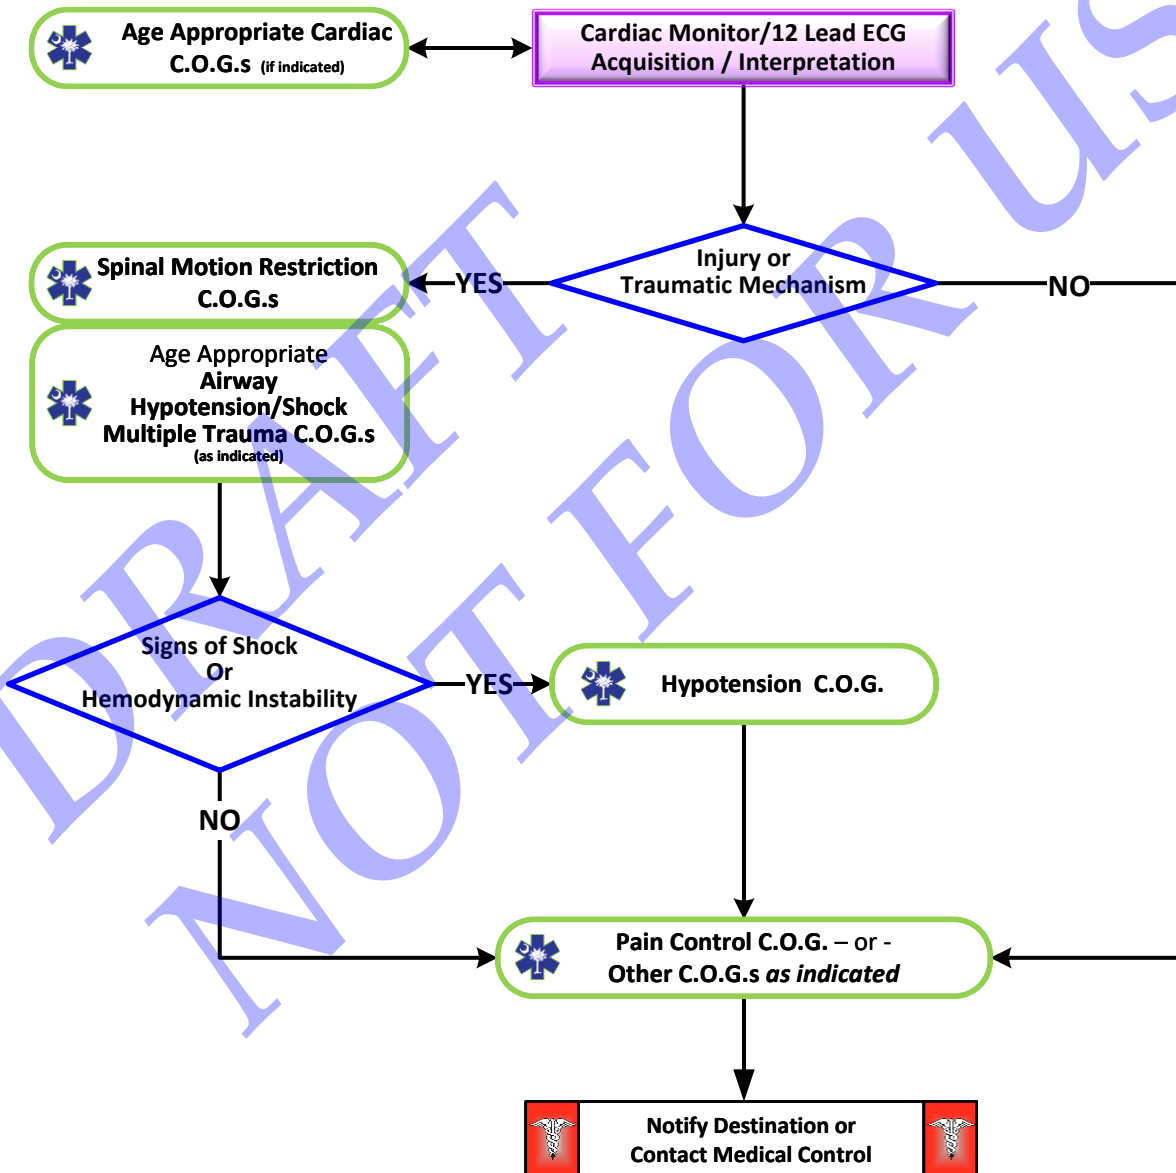 Age Appropriate Cardiac
C.O.G.s (if indicated)
Cardiac Monitor/12 Lead ECG
Acquisition / Interpretation
Injury or
Traumatic Mechanism
YES
NO
Spinal Motion Restriction
C.O.G.s
Age Appropriate
Airway
Hypotension/Shock
Multiple Trauma C.O.G.s
(as indicated)
Signs of Shock
Or
Hemodynamic Instability
YES
Hypotension C.O.G.
NO
Pain Control C.O.G. – or -
Other C.O.G.s as indicated
Notify Destination or
Contact Medical Control
DRAFT
NOT FOR US